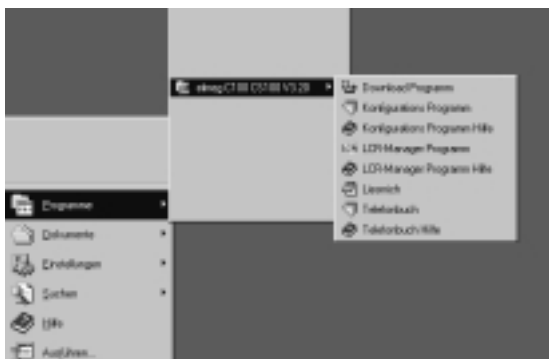 elmeg C100 CS100 V3.20
Download Programm
Konfigurations Programm
Konfigurations Programm Hilfe
LCR-Manager Programm
LCR-Manager Programm Hilfe
Liesmich
Telefonbuch
Telefonbuch Hilfe
Programme
Dokumente
Einstellungen
Suchen
Hilfe
Ausführen...